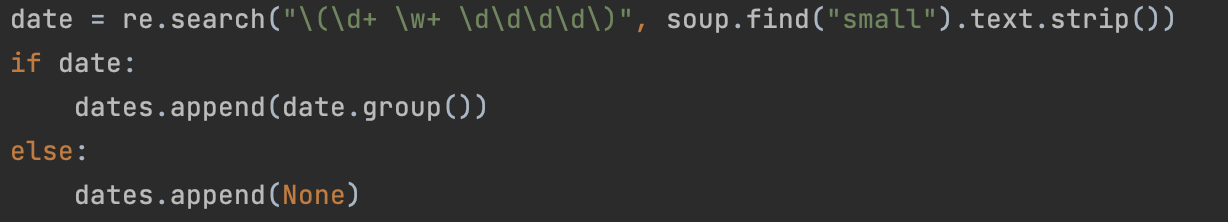 date = re.search("\(\d+ \w+ \d\d\d\d\)", soup.find("small").text.strip())
if date:
    dates.append(date.group())
else:
    dates.append(None)